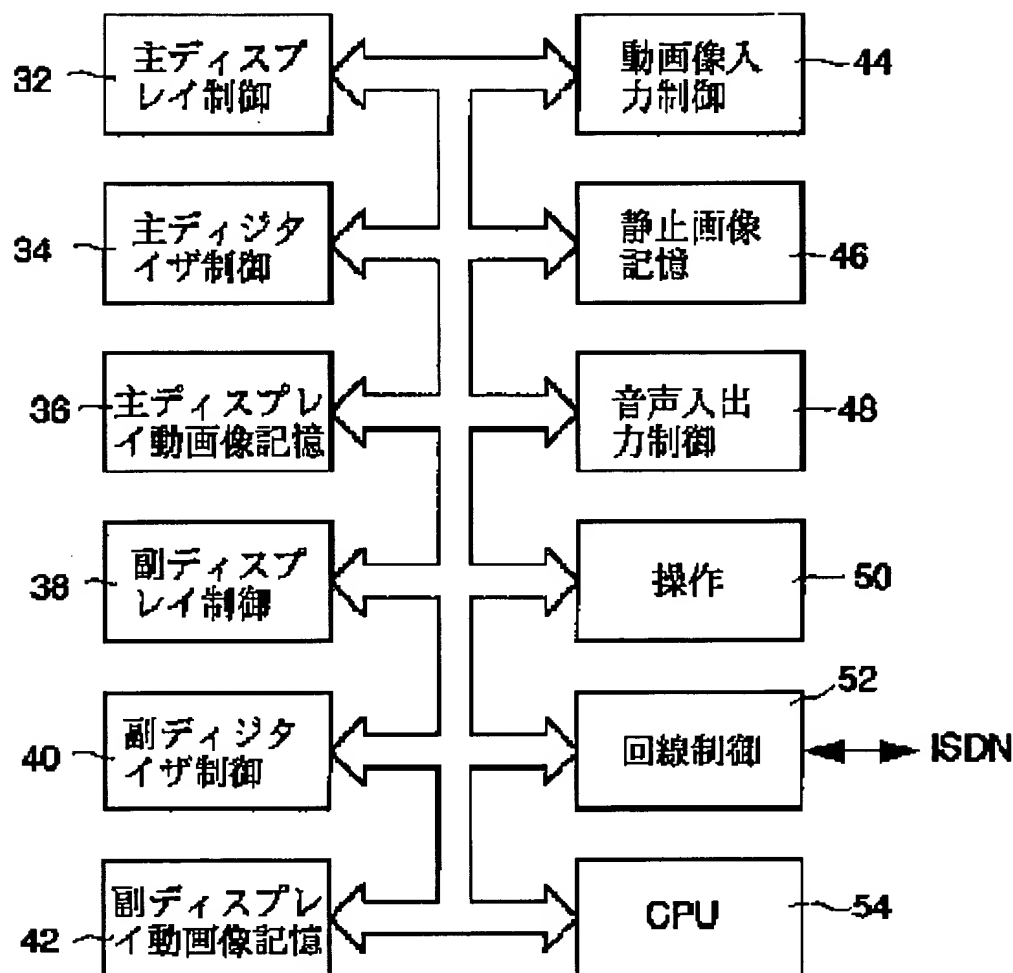 32
主ディスプ
レイ制御
動画像入
力制御
44
34
主ディジタ
イザ制御
静止画像
記憶
46
36
主ディスプレ
イ動画像記憶
音声入出
力制御
48
38
副ディスプ
レイ制御
操作
50
40
副ディジタ
イザ制御
52
回線制御
ISDN
42
副ディスプレ
イ動画像記憶
CPU
54